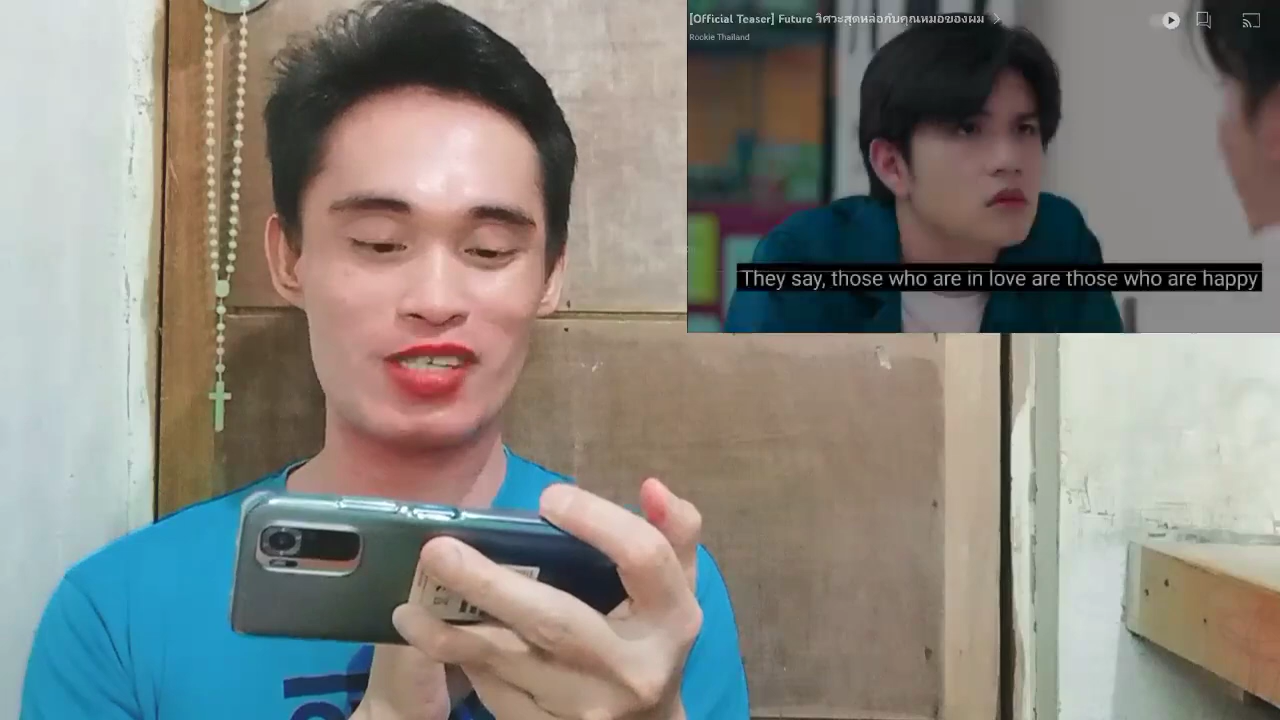 [Official Teaser] Future วิศวะสุดหล่อกับคุณหมอของผม
Rookie Thailand
They say, those who are in love are those who are happy